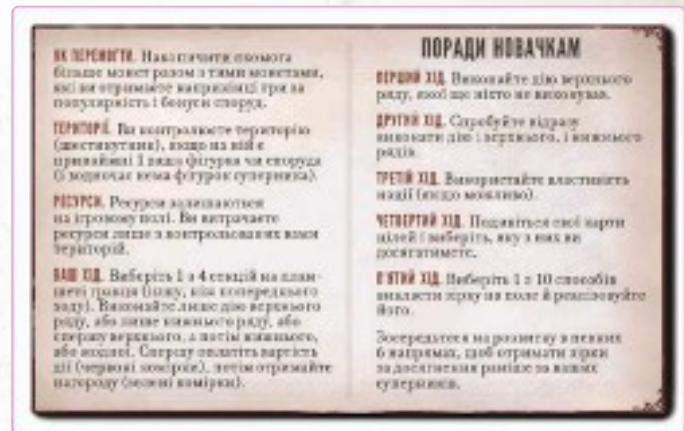 ЯК ПЕРЕМОГТИ. Накопичити якомога
більше монет разом з тими монетами,
які ви отримаєте наприкінці гри за
популярність і бонуси споруд.
ТЕРИТОРІЇ. Ви контролюєте територію
(шестикутник), якщо на ній є
принаймні 1 ваша фігурка чи споруда
(і водночас нема фігурок суперника).
РЕСУРСИ. Ресурси залишаються
на ігровому полі. Ви витрачаєте
ресурси лише з контрольованих вами
територій.
ВАШ ХІД. Виберіть 1 з 4 секцій на план-
шеті гравця (іншу, ніж попереднього
ходу). Виконайте лише дію верхнього
ряду, або лише нижнього ряду, або
спершу верхнього, а потім нижнього,
або жодної. Спершу оплатіть вартість
дії (червоні комірки), потім отримайте
нагороду (зелені комірки).
ПОРАДИ НОВАЧКАМ
ПЕРШИЙ ХІД. Виконайте дію верхнього
ряду, якої ще ніхто не виконував.
ДРУГИЙ ХІД. Спробуйте відразу
виконати дію і верхнього, і нижнього
рядів.
ТРЕТІЙ ХІД. Використайте властивість
нації (якщо можливо).
ЧЕТВЕРТИЙ ХІД. Подивіться свої карти
цілей і виберіть, яку з них ви
досягатимете.
П'ЯТИЙ ХІД. Виберіть 1 з 10 способів
викласти зірку на поле й реалізовуйте
його.
Зосередьтеся на розвитку в певних
6 напрямах, щоб отримати зірки
за досягнення раніше за ваших
суперників.